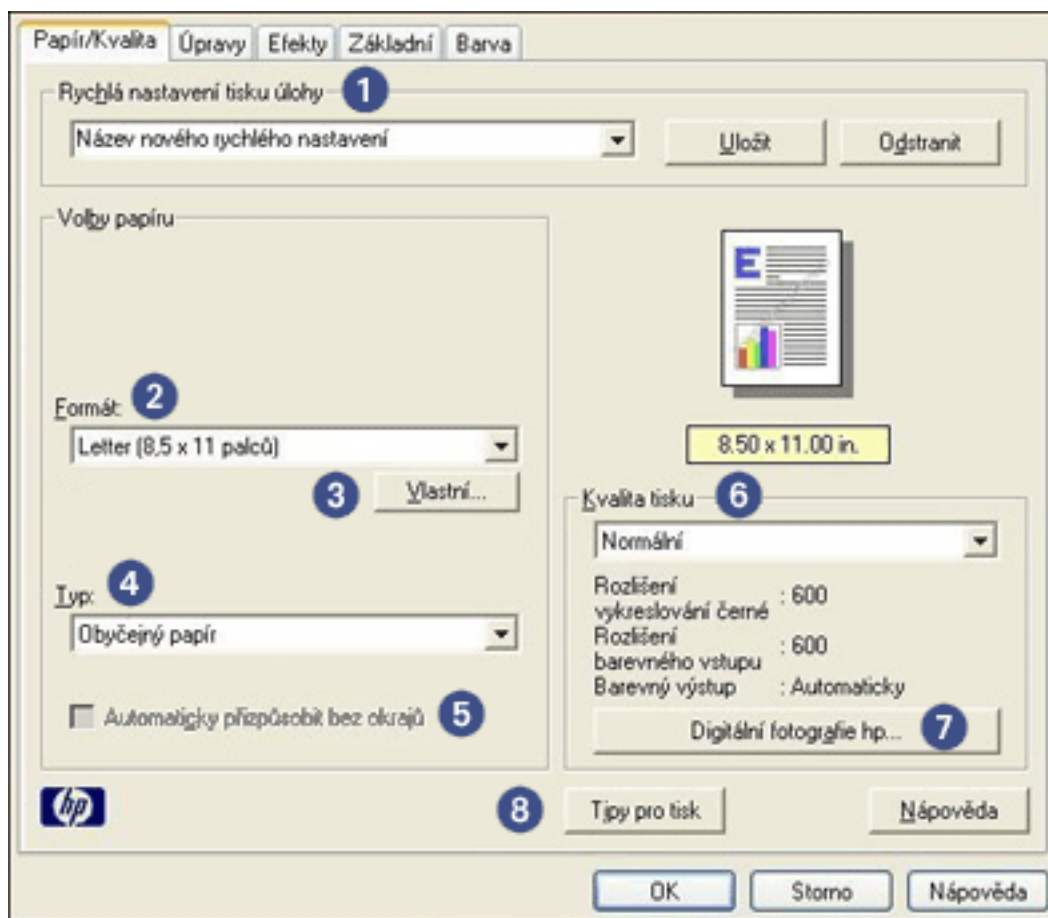 Papír/Kvalita Úpravy Efekty Základní Barva
Rychlá nastavení tisku úlohy 1
Název nového rychlého nastavení Uložit Odstranit
Volby papíru
E
Formát: 2
Letter (8,5 x 11 palců)
8.50 x 11.00 in.
3 Vlastní...
Kvalita tisku 6
Normální
Typ: 4
Obyčejný papír
Rozlišení
vykreslování černé : 600
Rozlišení
barevného vstupu : 600
Barevný výstup : Automaticky
Automaticky přizpůsobit bez okrajů 5
Digitální fotografie hp... 7
hp 8 Tipy pro tisk Nápověda
OK Storno Nápověda